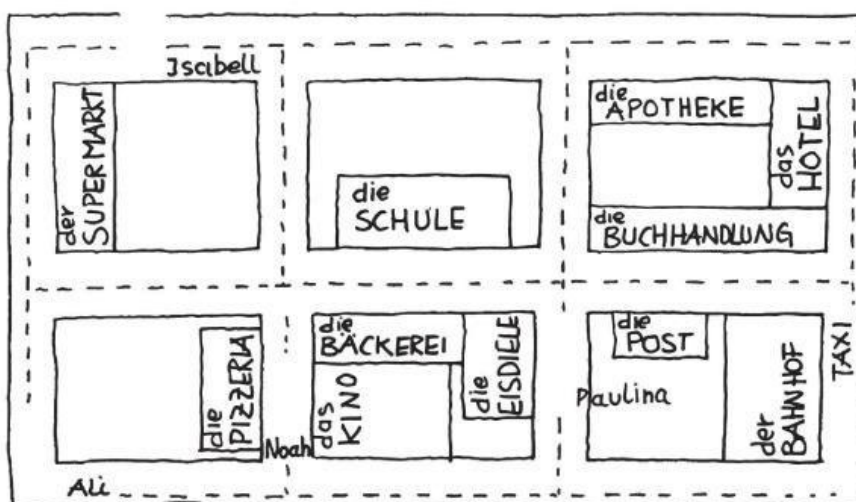 Isabell
der
SUPERMARKT
die
SCHULE
die
APOTHEKE
das
HOTEL
die
BUCHHANDLUNG
die
PIZZERIA
die
BÄCKEREI
das
KINO
die
EISDIELE
die
POST
der
BAHNHOF
TAXI
Paulina
Noah
Ali